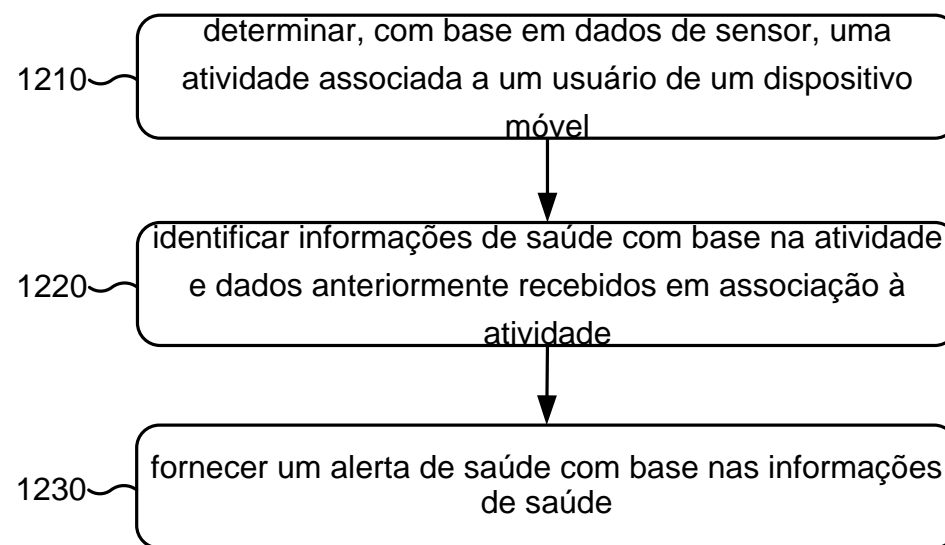 determinar, com base em dados de sensor, uma
1210
atividade associada a um usuário de um dispositivo
móvel
identificar informações de saúde com base na atividade
1220
e dados anteriormente recebidos em associação à
atividade
fornecer um alerta de saúde com base nas informações
1230
de saúde